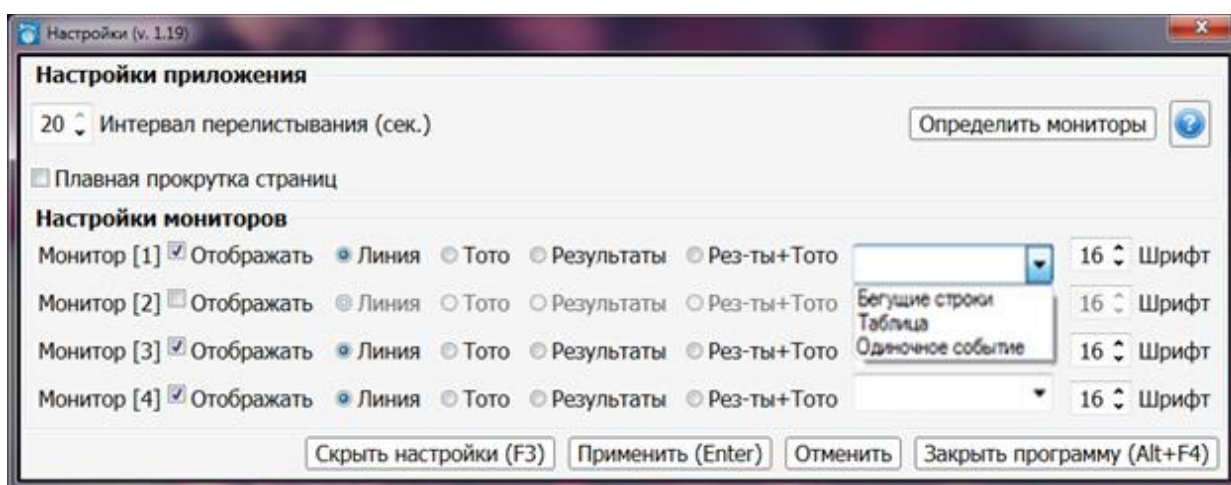 Настройки (v. 1.19)
Настройки приложения
20 Интервал перелистывания (сек.) Определить мониторы ?
Плавная прокрутка страниц
Настройки мониторов
Монитор [1] Отображать Линия Тото Результаты Рез-ты+Тото 16 Шрифт
Монитор [2] Отображать Линия Тото Результаты Рез-ты+Тото 16 Шрифт
Бегущие строки
Таблица
Одиночное событие
Монитор [3] Отображать Линия Тото Результаты Рез-ты+Тото 16 Шрифт
Монитор [4] Отображать Линия Тото Результаты Рез-ты+Тото 16 Шрифт
Скрыть настройки (F3) Применить (Enter) Отменить Закрыть программу (Alt+F4)